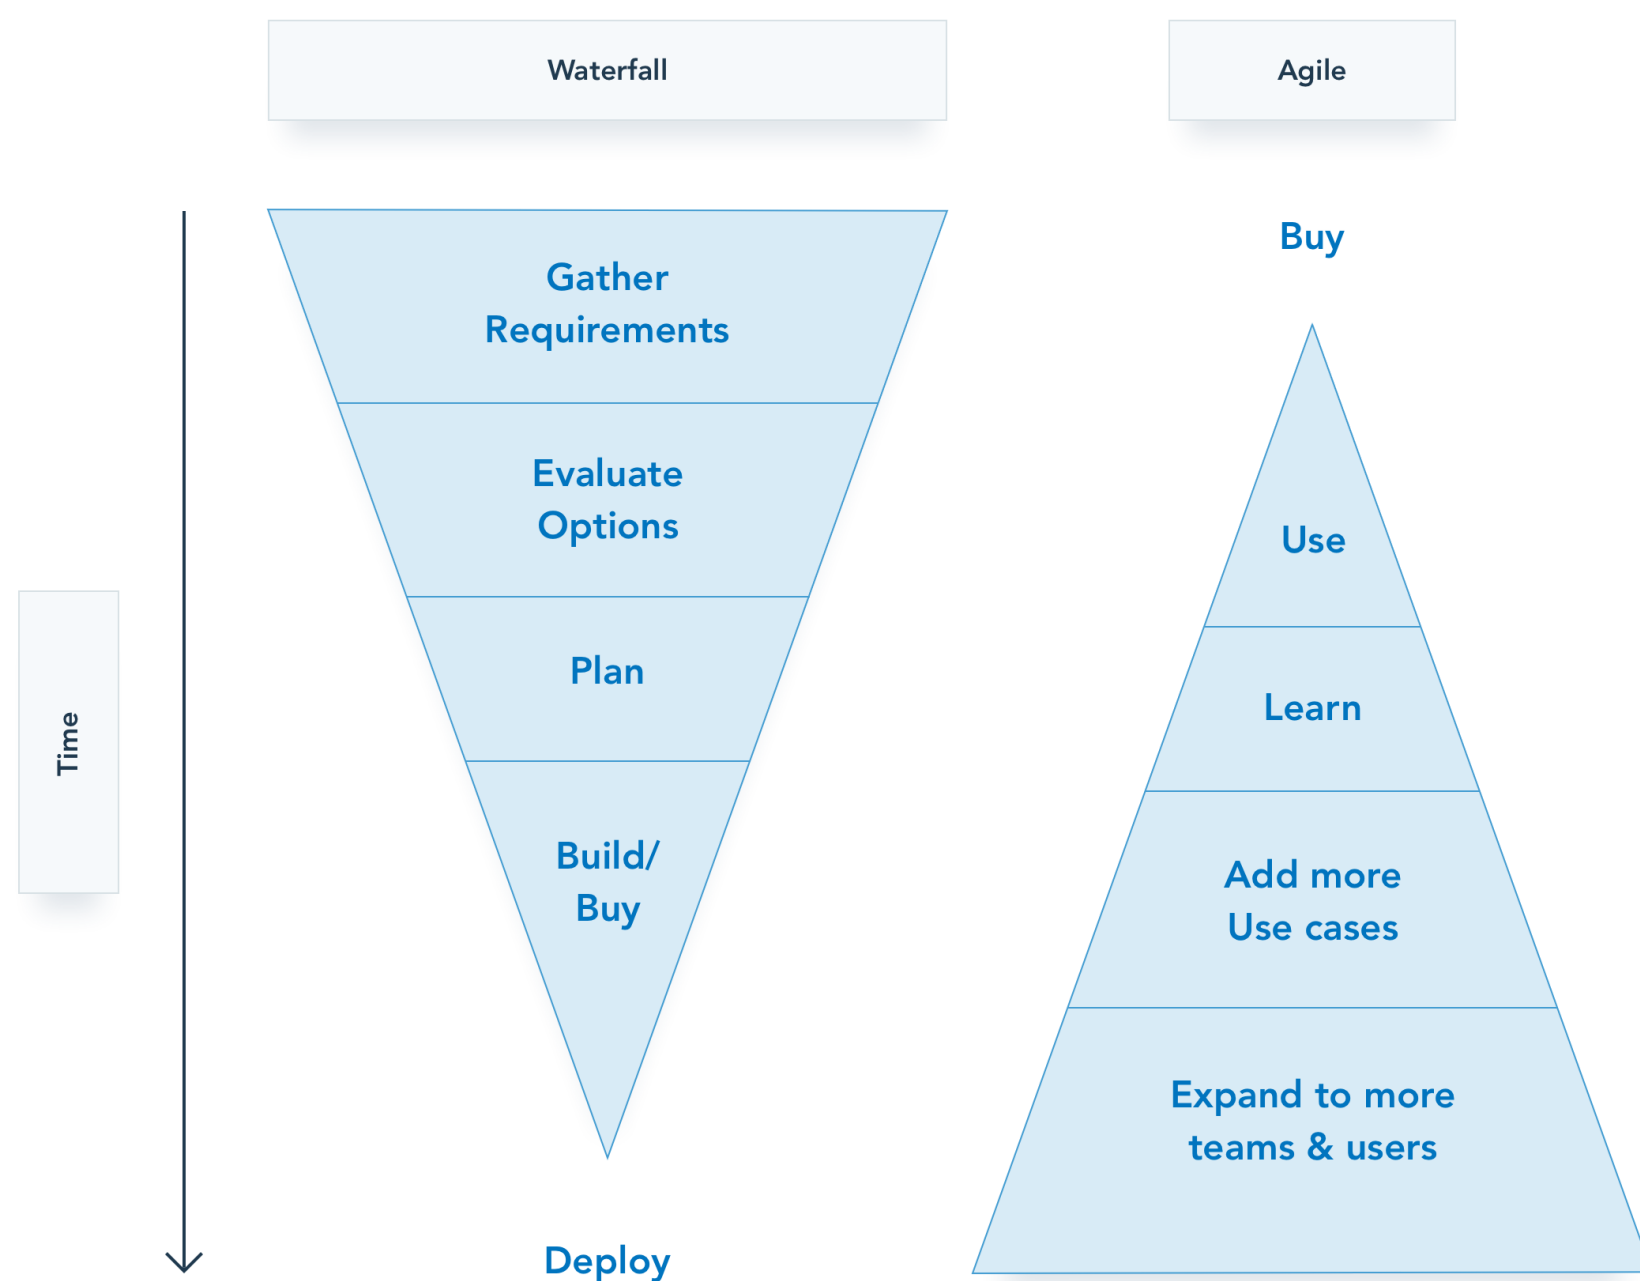 Waterfall
Agile
Time
Gather
Requirements
Evaluate
Options
Plan
Build/
Buy
Deploy
Buy
Use
Learn
Add more
Use cases
Expand to more
teams & users